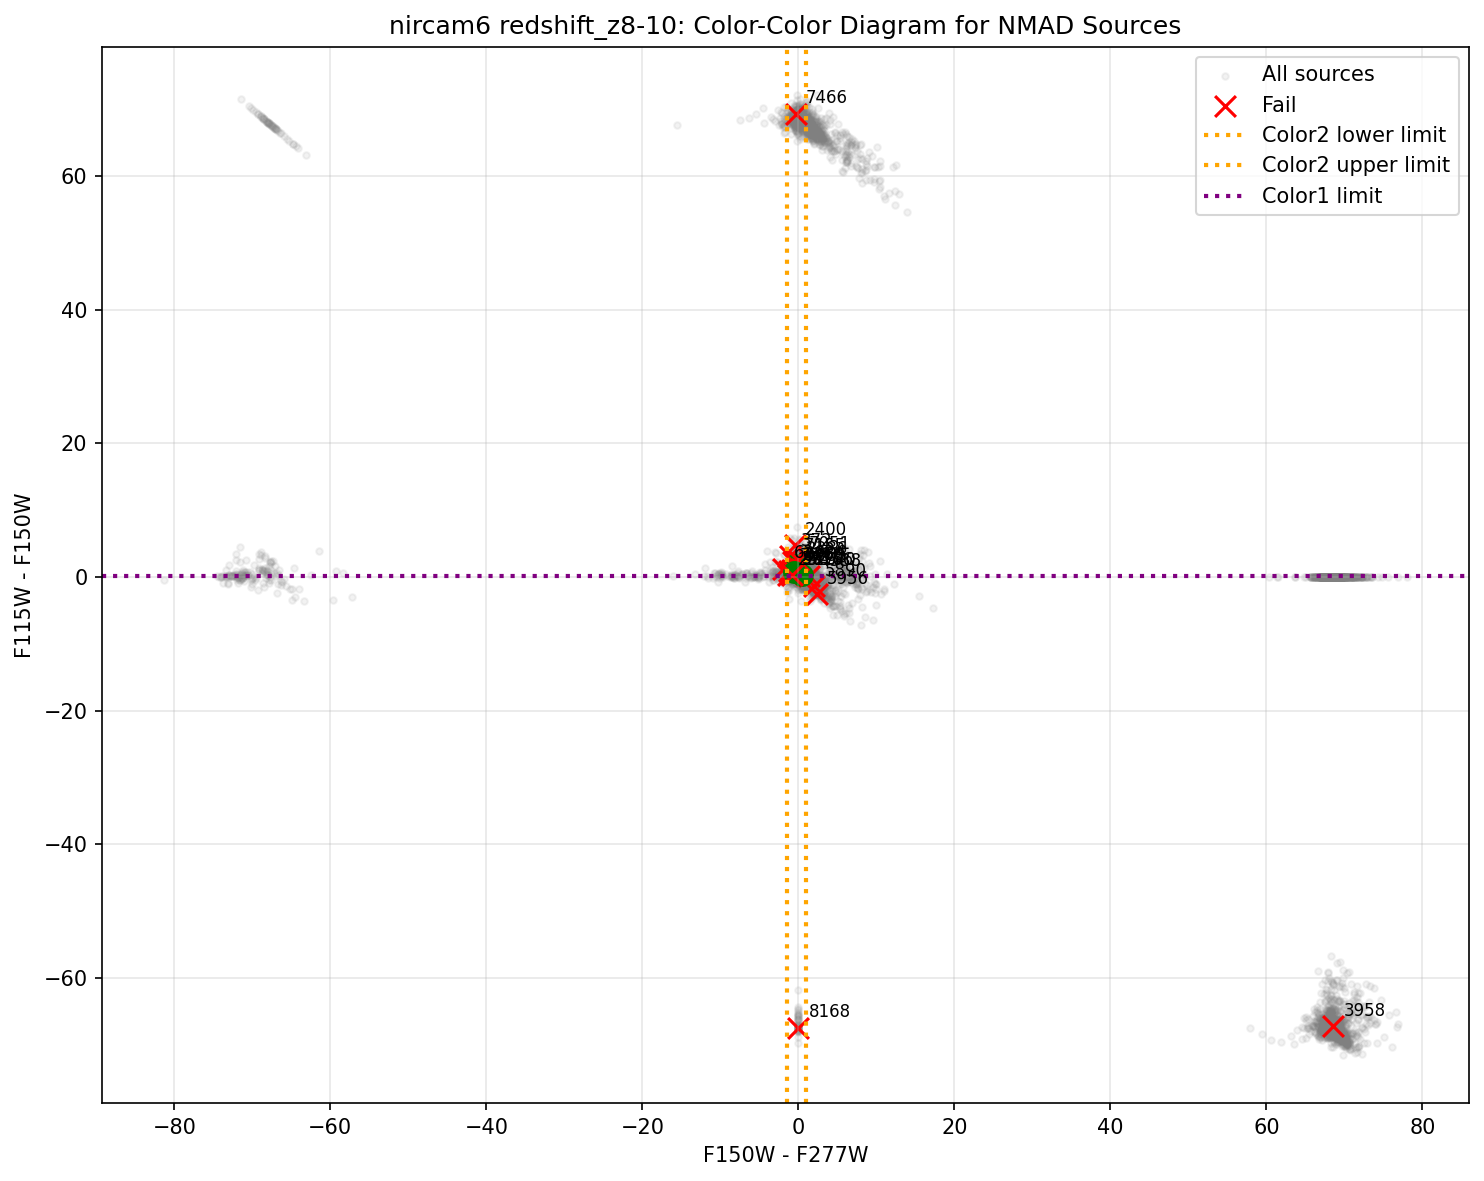 nircam6 redshift_z8-10: Color-Color Diagram for NMAD Sources
All sources
Fail
Color2 lower limit
Color2 upper limit
Color1 limit
7466
2400
3956
8168
3958
60
40
20
0
−20
−40
−60
F115W - F150W
−80
−60
−40
−20
0
20
40
60
80
F150W - F277W